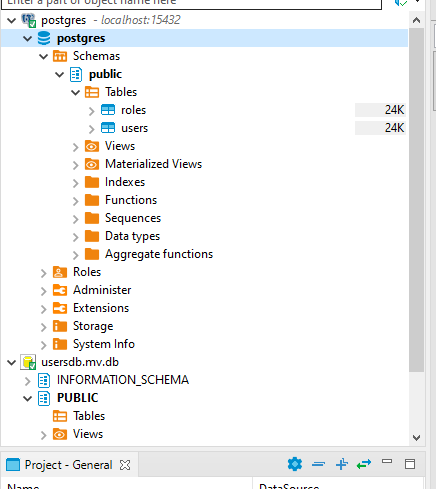 Enter a part of object name here
postgres - localhost:15432
postgres
Schemas
public
Tables
roles 24K
users 24K
Views
Materialized Views
Indexes
Functions
Sequences
Data types
Aggregate functions
Roles
Administer
Extensions
Storage
System Info
usersdb.mv.db
INFORMATION_SCHEMA
PUBLIC
Tables
Views
Project - General
Name DataSource